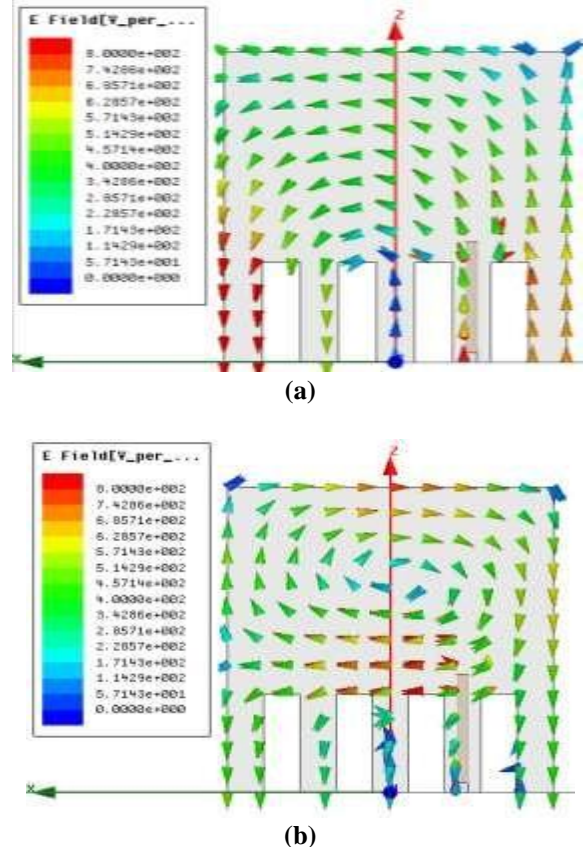 E Field[V_per_...
8.0000e+002
7.4286e+002
6.8571e+002
6.2857e+002
5.7143e+002
5.1429e+002
4.5714e+002
4.0000e+002
3.4286e+002
2.8571e+002
2.2857e+002
1.7143e+002
1.1429e+002
5.7143e+001
0.0000e+000
Z
X
(a)
E Field[V_per_...
8.0000e+002
7.4286e+002
6.8571e+002
6.2857e+002
5.7143e+002
5.1429e+002
4.5714e+002
4.0000e+002
3.4286e+002
2.8571e+002
2.2857e+002
1.7143e+002
1.1429e+002
5.7143e+001
0.0000e+000
Z
X
(b)